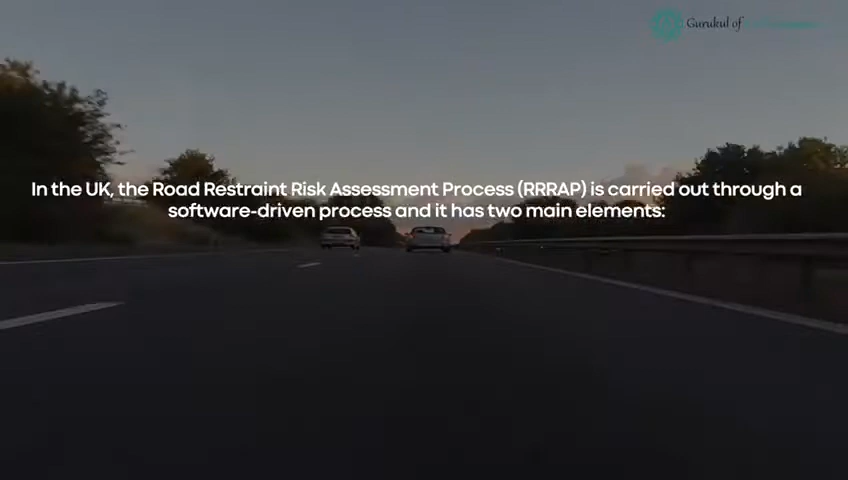 Gurukul of
In the UK, the Road Restraint Risk Assessment Process (RRRAP) is carried out through a
software-driven process and it has two main elements: